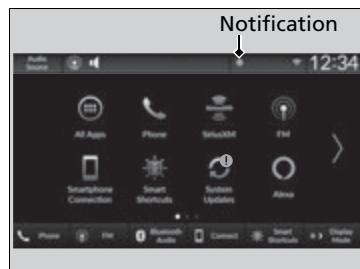 Notification
Audio Source
12:34
All Apps
Phone
SiriusXM
FM
Smartphone Connection
Smart Shortcuts
System Updates
Alexa
Phone
FM
Bluetooth Audio
Connect
Smart Shortcuts
Display Mode